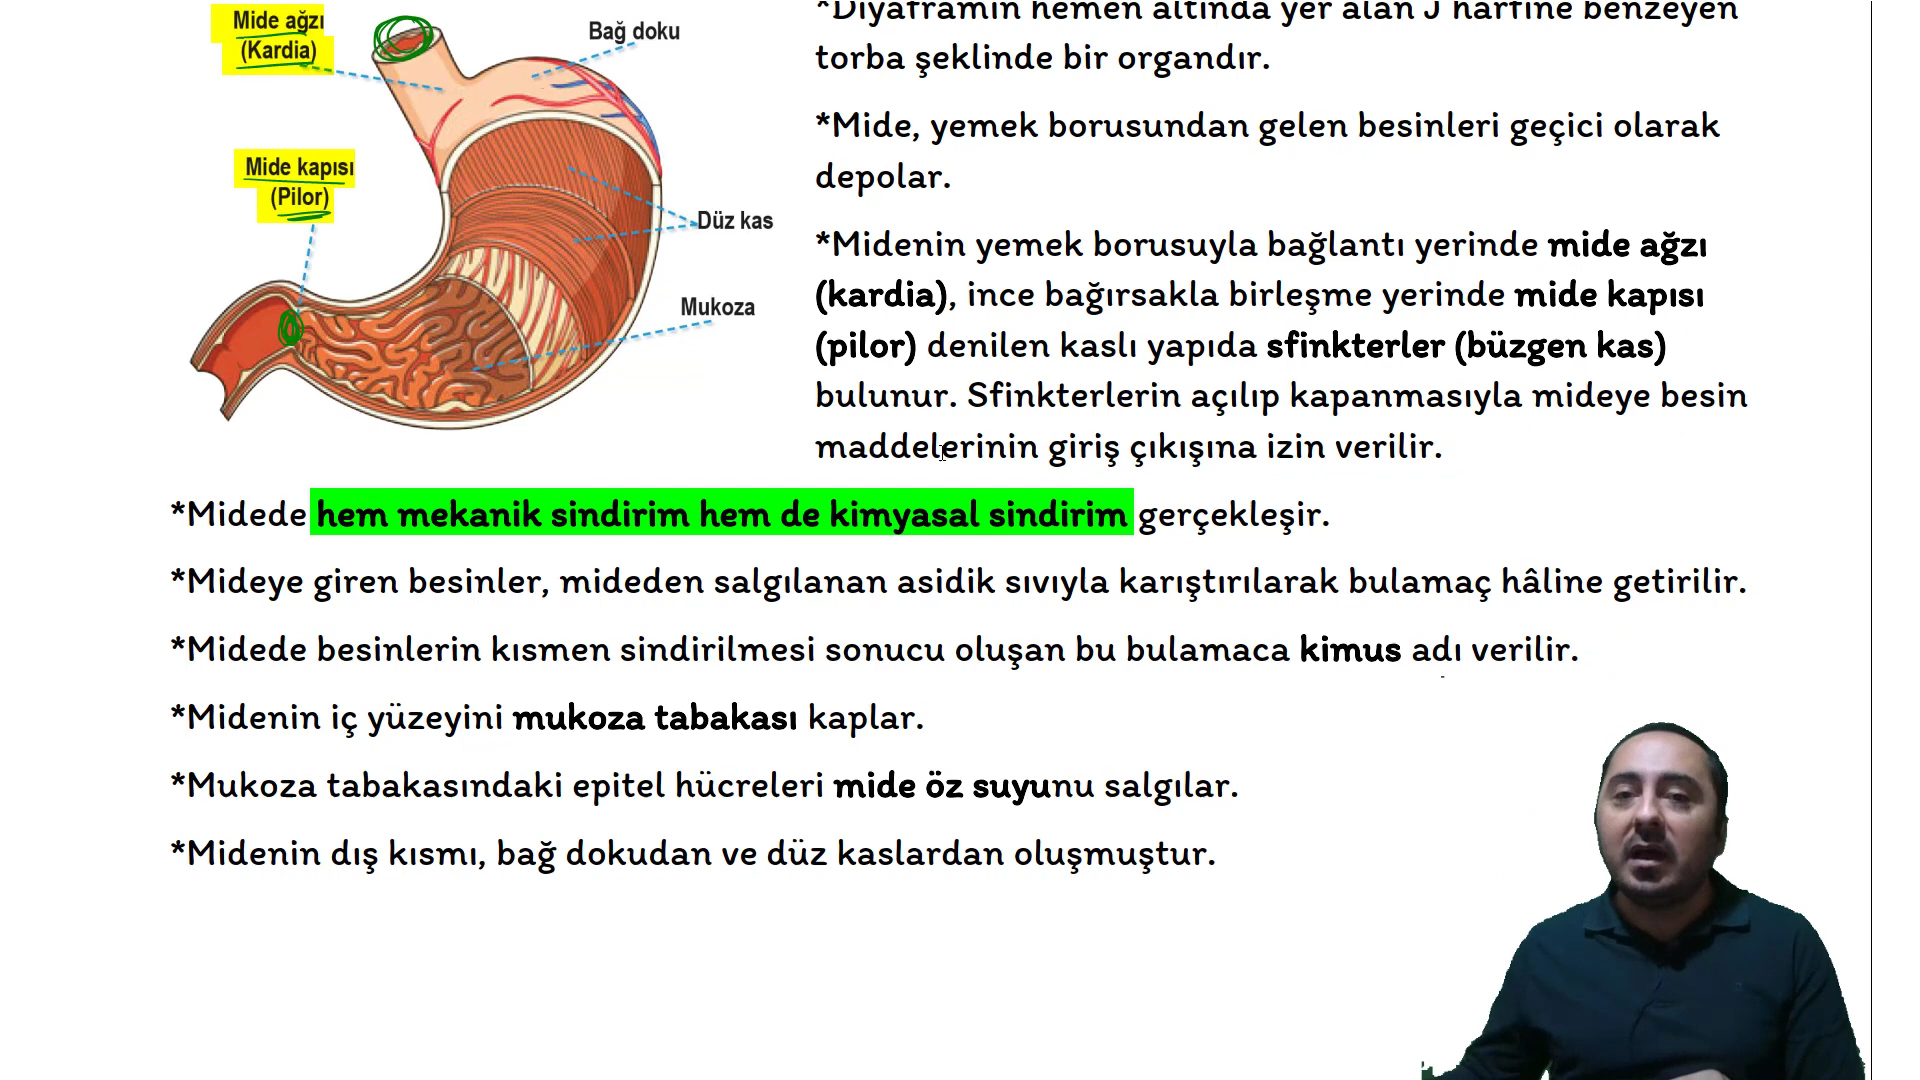 Mide ağzı
(Kardia)
Bağ doku
Mide kapısı
(Pilor)
Düz kas
Mukoza
*Diyaframın hemen altında yer alan J harfine benzeyen
torba şeklinde bir organdır.
*Mide, yemek borusundan gelen besinleri geçici olarak
depolar.
*Midenin yemek borusuyla bağlantı yerinde mide ağzı
(kardia), ince bağırsakla birleşme yerinde mide kapısı
(pilor) denilen kaslı yapıda sfinkterler (büzgen kas)
bulunur. Sfinkterlerin açılıp kapanmasıyla mideye besin
maddelerinin giriş çıkışına izin verilir.
*Midede hem mekanik sindirim hem de kimyasal sindirim gerçekleşir.
*Mideye giren besinler, mideden salgılanan asidik sıvıyla karıştırılarak bulamaç hâline getirilir.
*Midede besinlerin kısmen sindirilmesi sonucu oluşan bu bulamaca kimus adı verilir.
*Midenin iç yüzeyini mukoza tabakası kaplar.
*Mukoza tabakasındaki epitel hücreleri mide öz suyunu salgılar.
*Midenin dış kısmı, bağ dokudan ve düz kaslardan oluşmuştur.